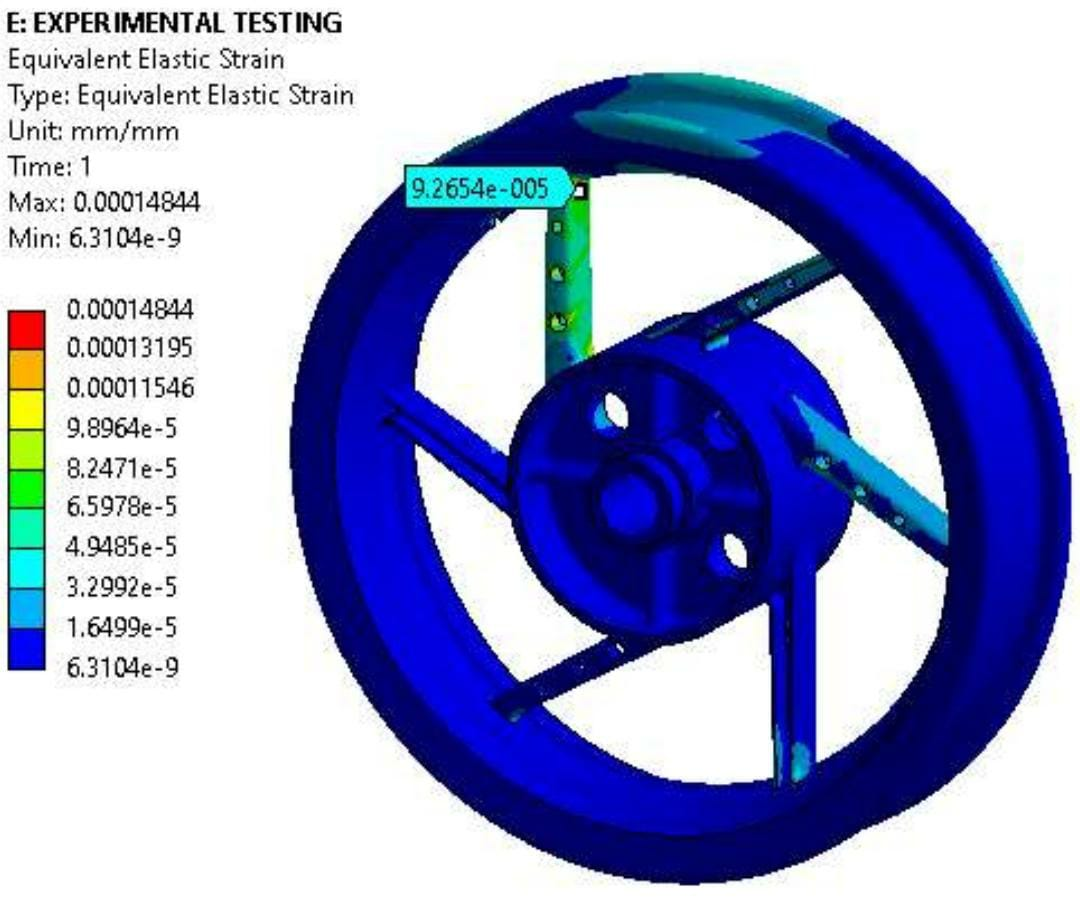 E: EXPERIMENTAL TESTING
Equivalent Elastic Strain
Type: Equivalent Elastic Strain
Unit: mm/mm
Time: 1
Max: 0.00014844
Min: 6.3104e-9
9.2654e-005
0.00014844
0.00013195
0.00011546
9.8964e-5
8.2471e-5
6.5978e-5
4.9485e-5
3.2992e-5
1.6499e-5
6.3104e-9